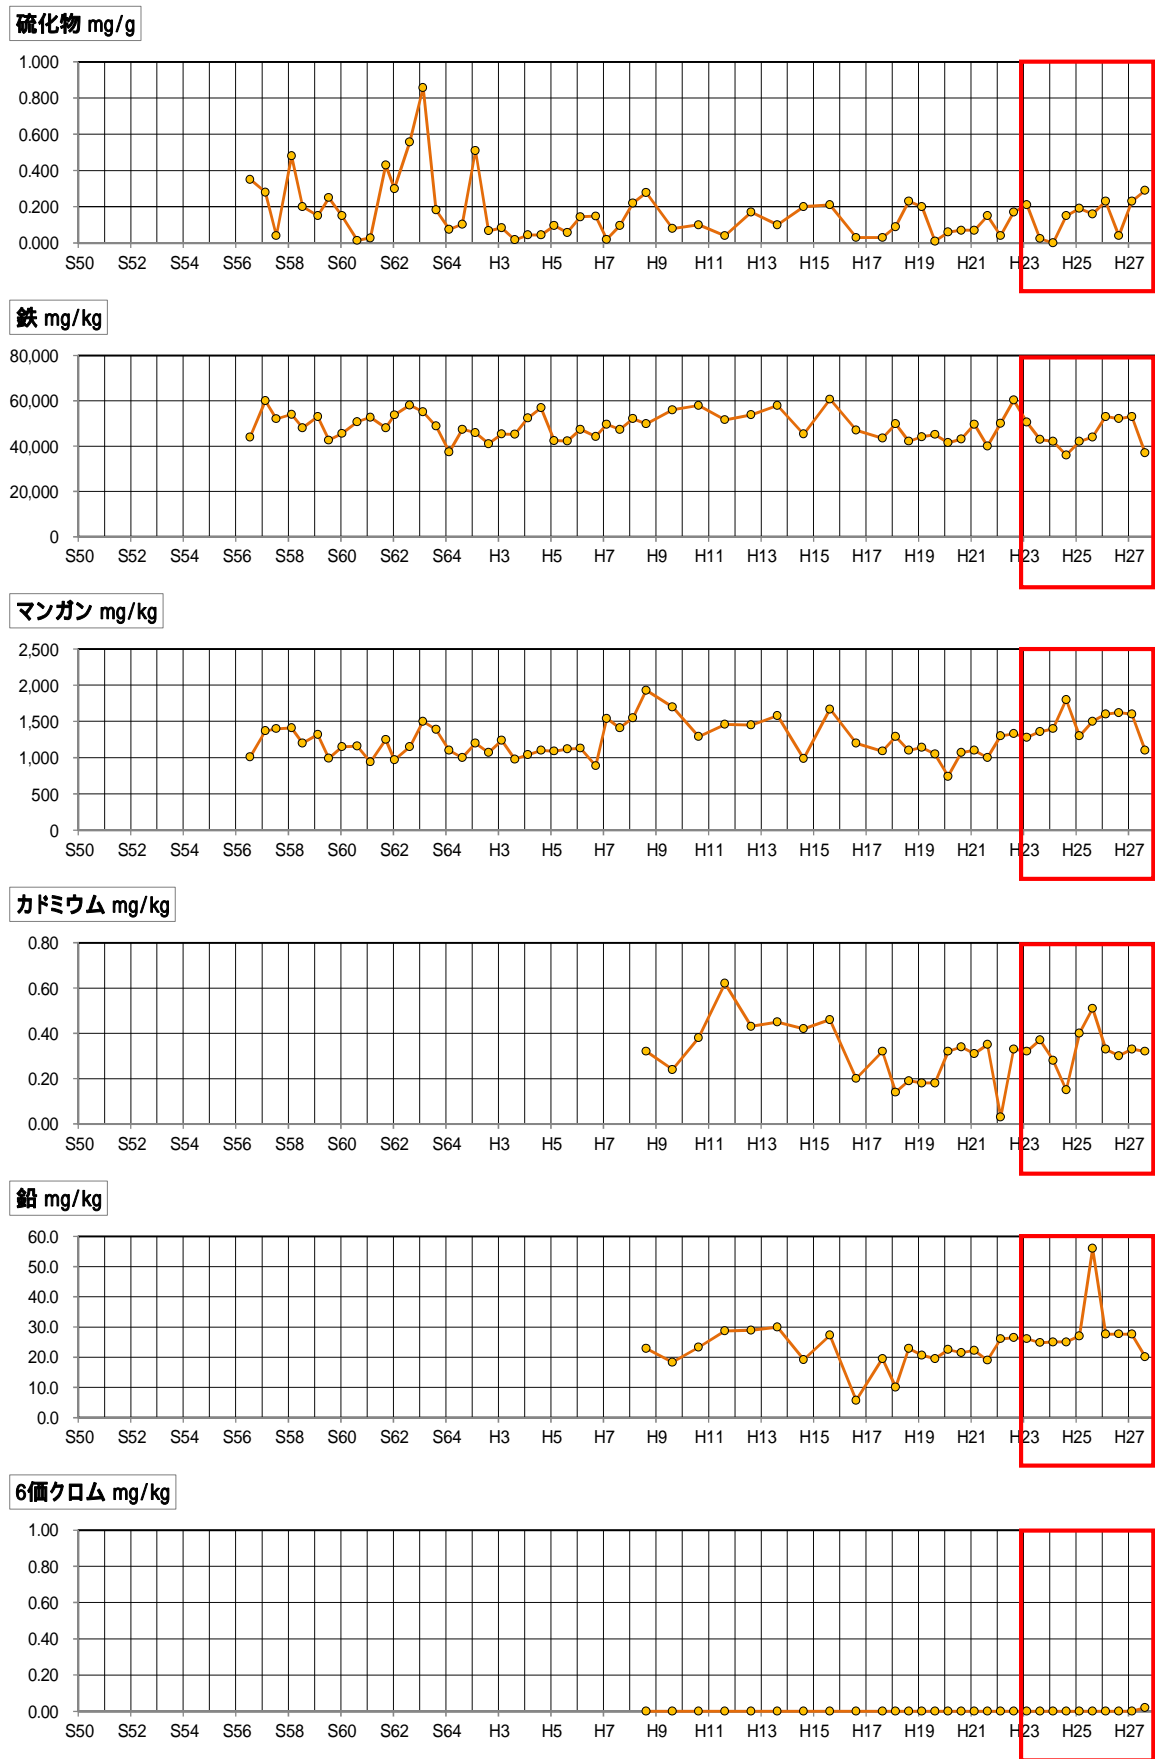 硫化物 mg/g
1.000
0.800
0.600
0.400
0.200
0.000
S50 S52 S54 S56 S58 S60 S62 S64 H3 H5 H7 H9 H11 H13 H15 H17 H19 H21 H23 H25 H27
鉄 mg/kg
80,000
60,000
40,000
20,000
0
S50 S52 S54 S56 S58 S60 S62 S64 H3 H5 H7 H9 H11 H13 H15 H17 H19 H21 H23 H25 H27
マンガン mg/kg
2,500
2,000
1,500
1,000
500
0
S50 S52 S54 S56 S58 S60 S62 S64 H3 H5 H7 H9 H11 H13 H15 H17 H19 H21 H23 H25 H27
カドミウム mg/kg
0.80
0.60
0.40
0.20
0.00
S50 S52 S54 S56 S58 S60 S62 S64 H3 H5 H7 H9 H11 H13 H15 H17 H19 H21 H23 H25 H27
鉛 mg/kg
60.0
50.0
40.0
30.0
20.0
10.0
0.0
S50 S52 S54 S56 S58 S60 S62 S64 H3 H5 H7 H9 H11 H13 H15 H17 H19 H21 H23 H25 H27
6価クロム mg/kg
1.00
0.80
0.60
0.40
0.20
0.00
S50 S52 S54 S56 S58 S60 S62 S64 H3 H5 H7 H9 H11 H13 H15 H17 H19 H21 H23 H25 H27